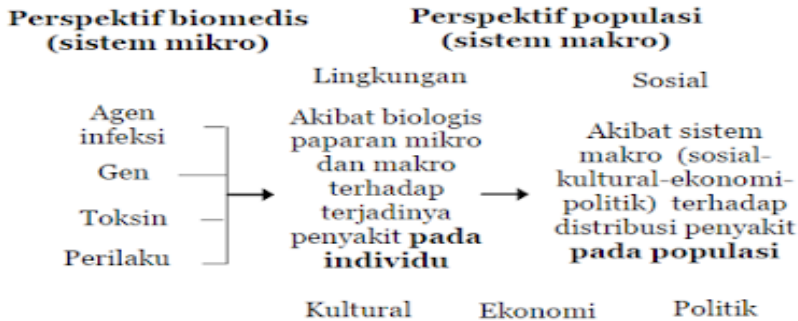 Perspektif biomedis
(sistem mikro)
Perspektif populasi
(sistem makro)
Lingkungan
Sosial
Agen
infeksi
Gen
Toksin
Perilaku
Akibat biologis
paparan mikro
dan makro
terhadap
terjadinya
penyakit pada
individu
Akibat sistem
makro (sosial-
kultural-ekonomi-
politik) terhadap
distribusi penyakit
pada populasi
Kultural
Ekonomi
Politik